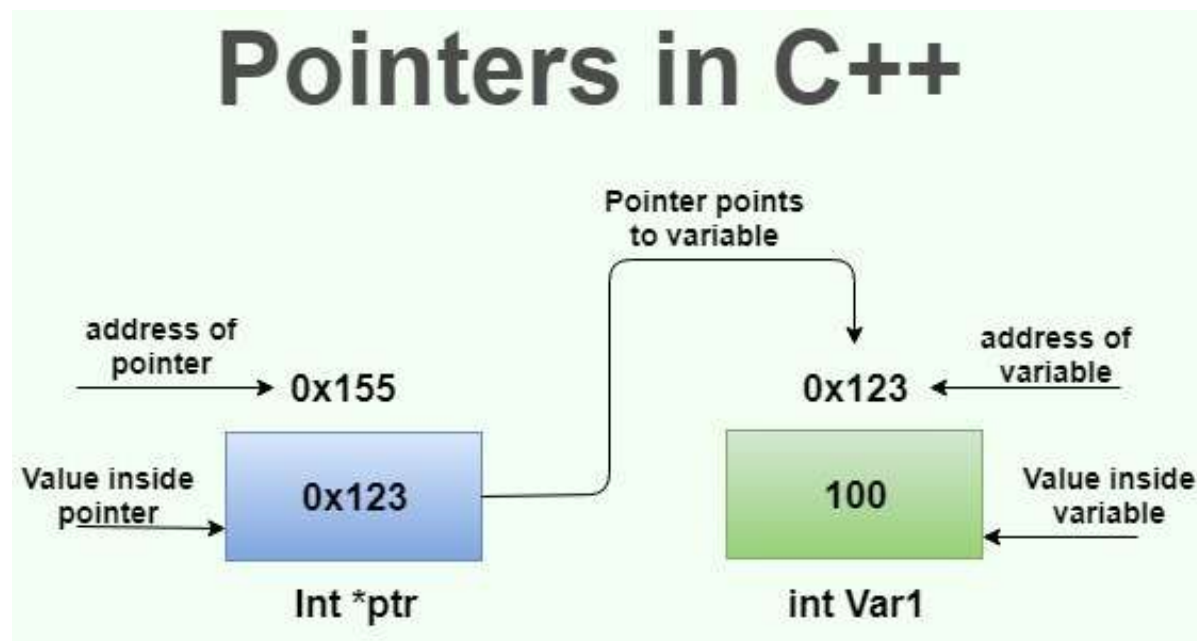 Pointers in C++
Pointer points
to variable
address of
pointer
0x155
0x123
address of
variable
Value inside
pointer
0x123
100
Value inside
variable
Int *ptr
int Var1